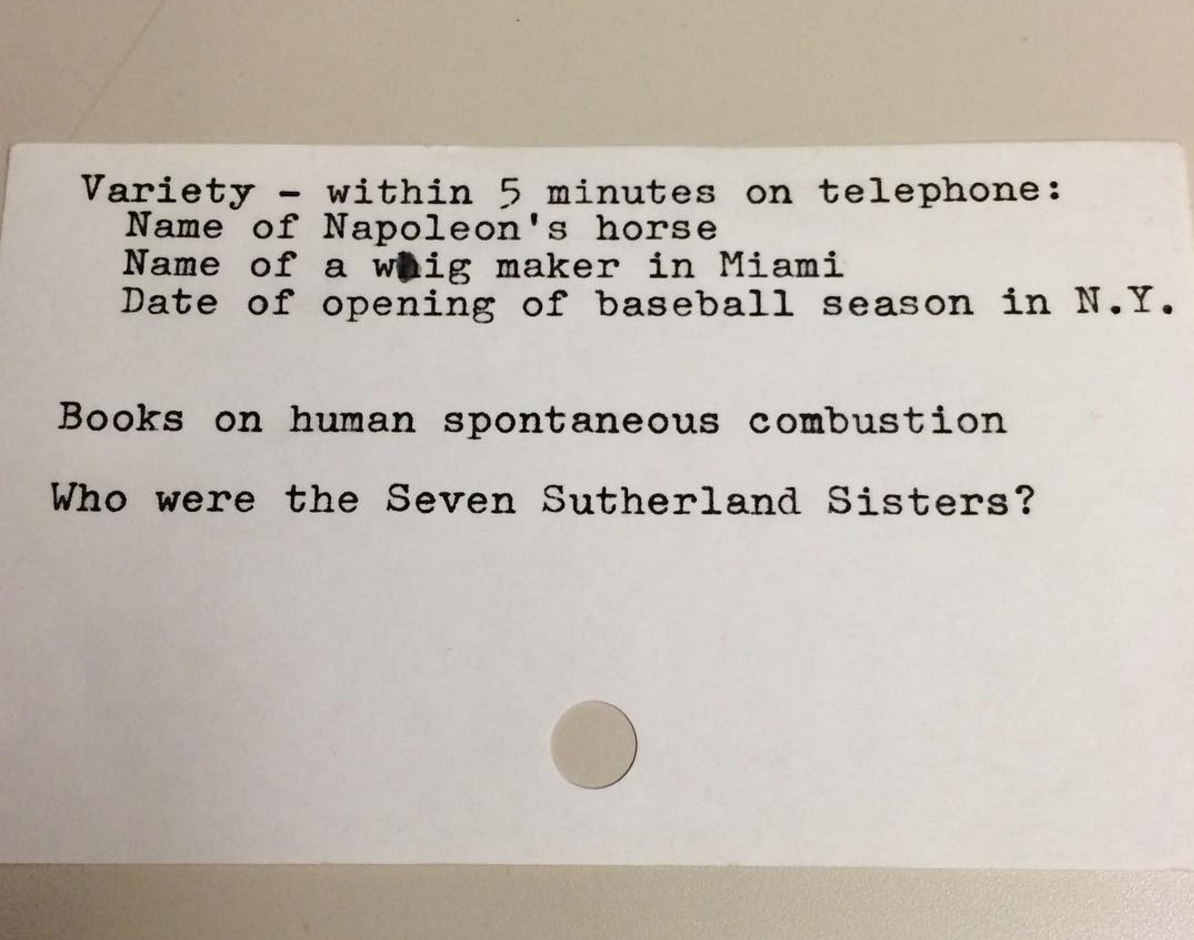 Variety - within 5 minutes on telephone:
Name of Napoleon's horse
Name of a wig maker in Miami
Date of opening of baseball season in N.Y.
Books on human spontaneous combustion
Who were the Seven Sutherland Sisters?